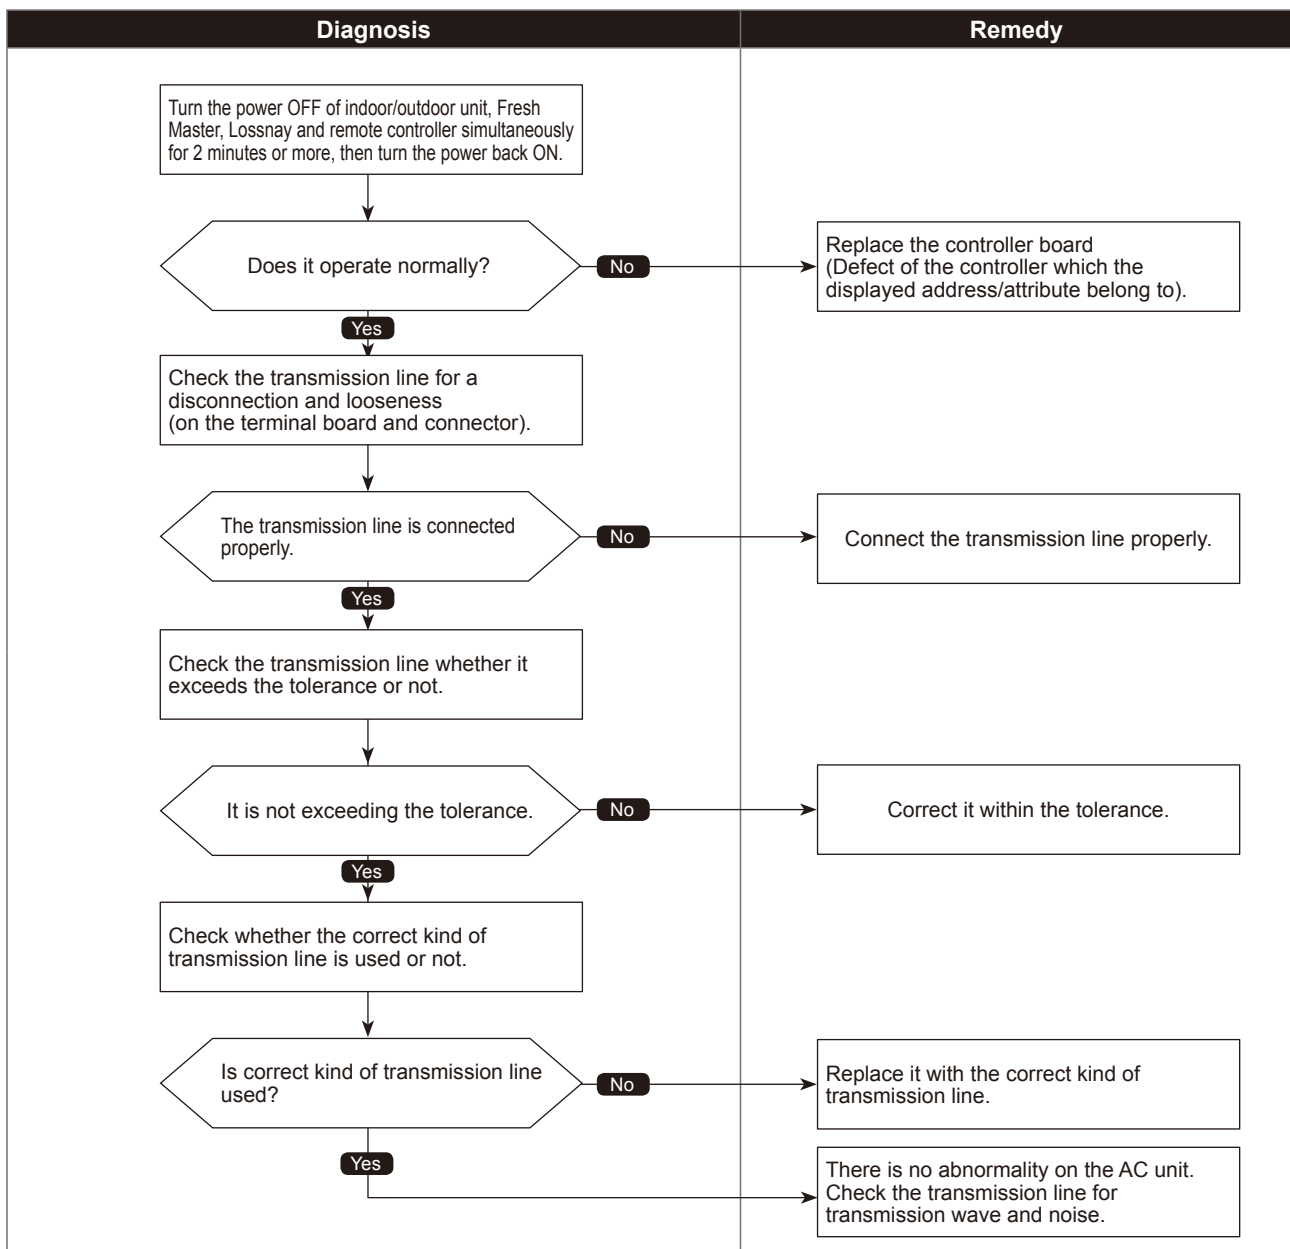 Diagnosis
Remedy
Turn the power OFF of indoor/outdoor unit, Fresh
Master, Lossnay and remote controller simultaneously
for 2 minutes or more, then turn the power back ON.
Does it operate normally?
No
Replace the controller board
(Defect of the controller which the
displayed address/attribute belong to).
Yes
Check the transmission line for a
disconnection and looseness
(on the terminal board and connector).
The transmission line is connected
properly.
No
Connect the transmission line properly.
Yes
Check the transmission line whether it
exceeds the tolerance or not.
It is not exceeding the tolerance.
No
Correct it within the tolerance.
Yes
Check whether the correct kind of
transmission line is used or not.
Is correct kind of transmission line
used?
No
Replace it with the correct kind of
transmission line.
Yes
There is no abnormality on the AC unit.
Check the transmission line for
transmission wave and noise.